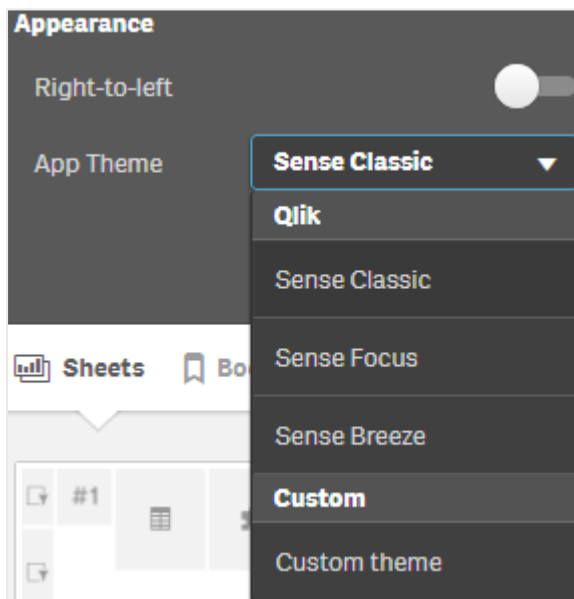 Appearance
Right-to-left
App Theme
Sense Classic
Qlik
Sense Classic
Sense Focus
Sense Breeze
Custom
Custom theme
Sheets
#1